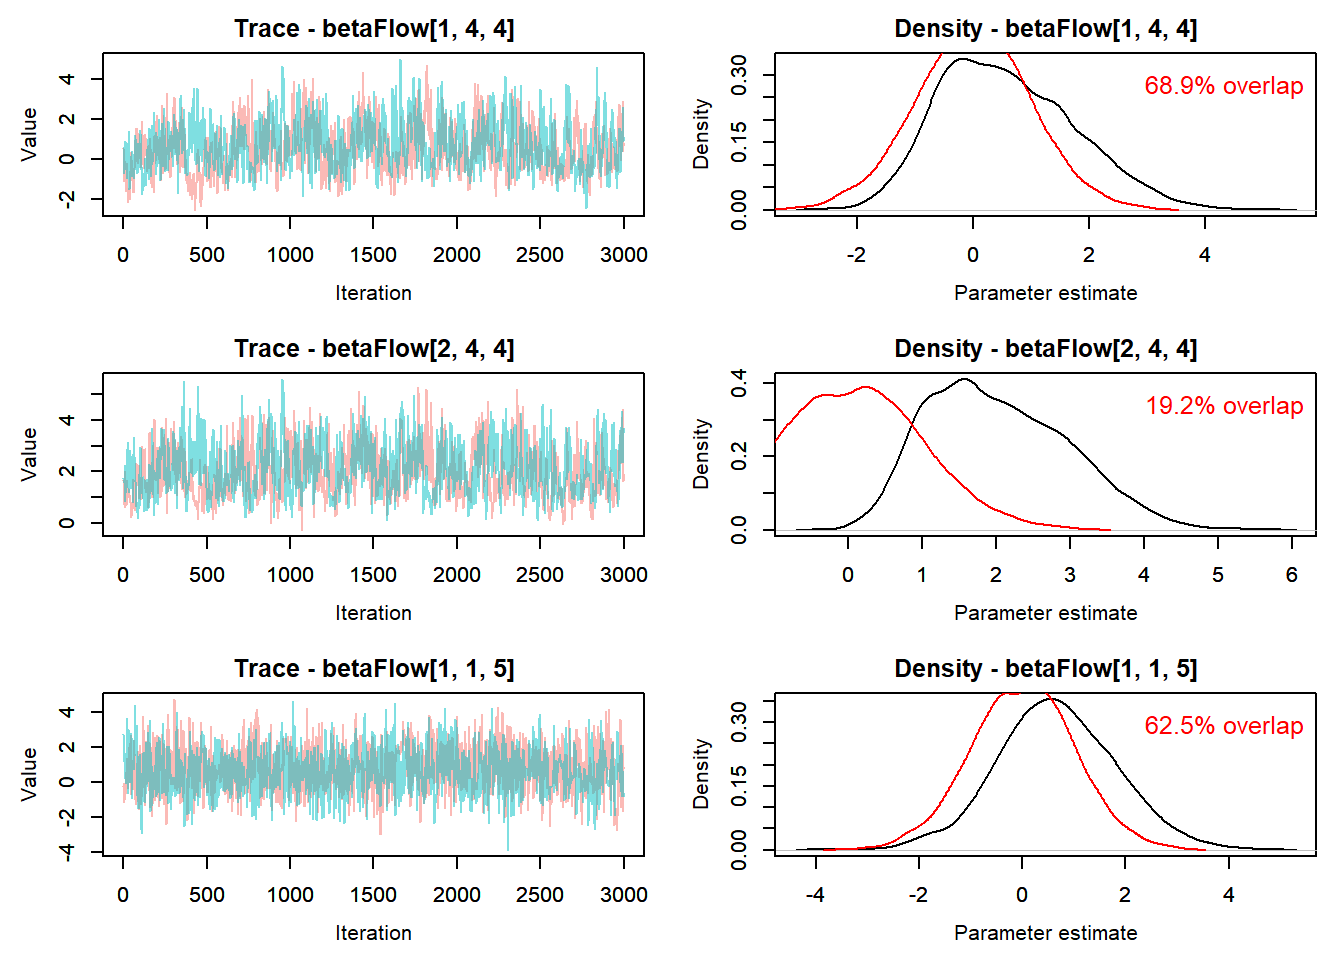 Trace - betaFlow[1, 4, 4]
Value
-2 0 2 4
0 500 1000 1500 2000 2500 3000
Iteration
Density - betaFlow[1, 4, 4]
Density
0.00 0.15 0.30
68.9% overlap
-2 0 2 4
Parameter estimate
Trace - betaFlow[2, 4, 4]
Value
0 2 4
0 500 1000 1500 2000 2500 3000
Iteration
Density - betaFlow[2, 4, 4]
Density
0.0 0.2 0.4
19.2% overlap
0 1 2 3 4 5 6
Parameter estimate
Trace - betaFlow[1, 1, 5]
Value
-4 -2 0 2 4
0 500 1000 1500 2000 2500 3000
Iteration
Density - betaFlow[1, 1, 5]
Density
0.00 0.15 0.30
62.5% overlap
-4 -2 0 2 4
Parameter estimate